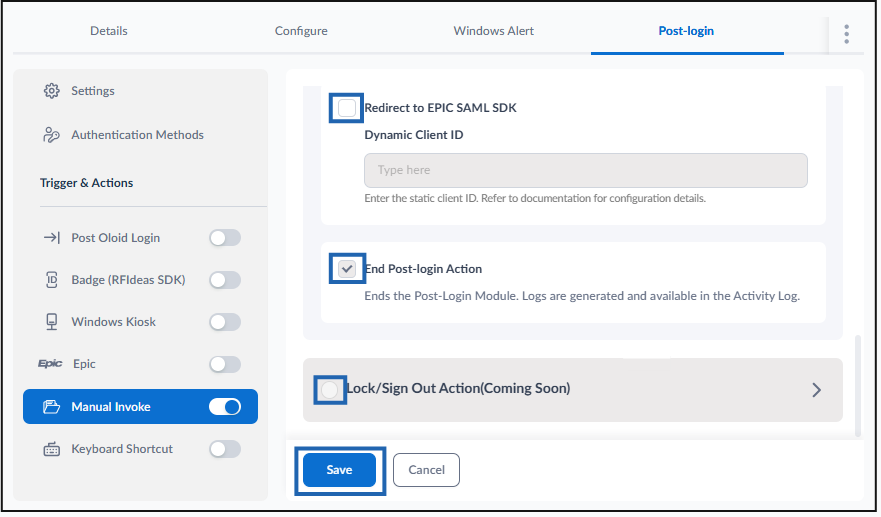 Details
Configure
Windows Alert
Post-login
Settings
Authentication Methods
Trigger & Actions
Post Oloid Login
Badge (RFIdeas SDK)
Windows Kiosk
Epic Epic
Manual Invoke
Keyboard Shortcut
Redirect to EPIC SAML SDK
Dynamic Client ID
Type here
Enter the static client ID. Refer to documentation for configuration details.
End Post-login Action
Ends the Post-Login Module. Logs are generated and available in the Activity Log.
Lock/Sign Out Action(Coming Soon)
Save
Cancel